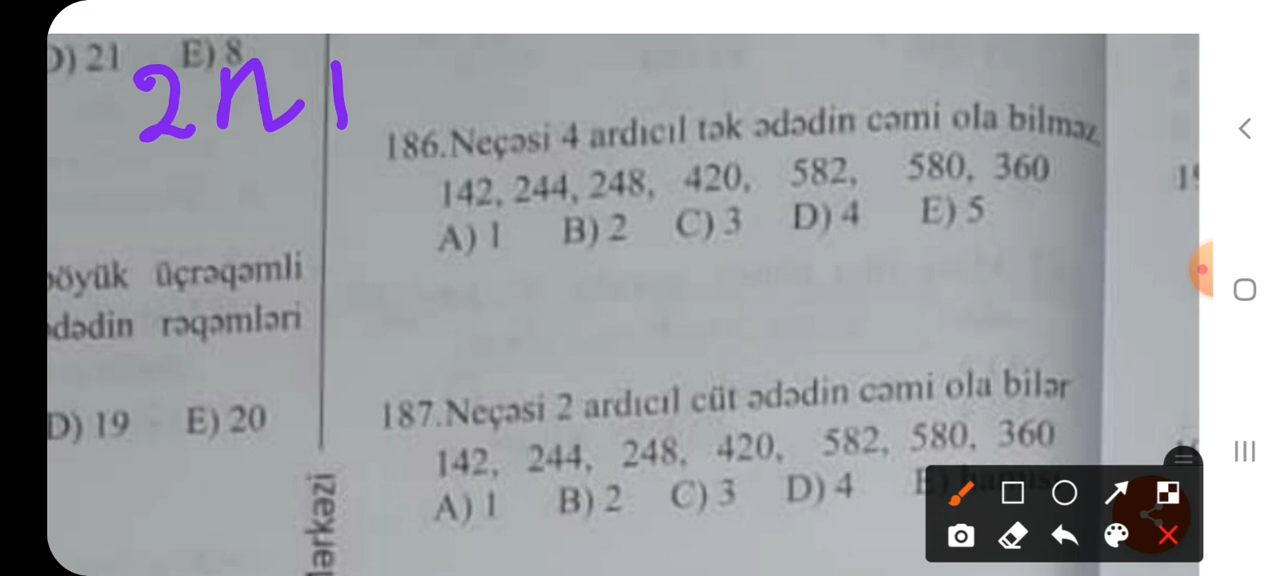 D) 21 E) 8
2n1
öyük üçrəqəmli
dədin rəqəmləri
D) 19 E) 20
186.Neçəsi 4 ardıcıl tək ədədin cəmi ola bilməz
142, 244, 248, 420, 582, 580, 360
A) 1 B) 2 C) 3 D) 4 E) 5
187.Neçəsi 2 ardıcıl cüt ədədin cəmi ola bilər
142, 244, 248, 420, 582, 580, 360
A) 1 B) 2 C) 3 D) 4